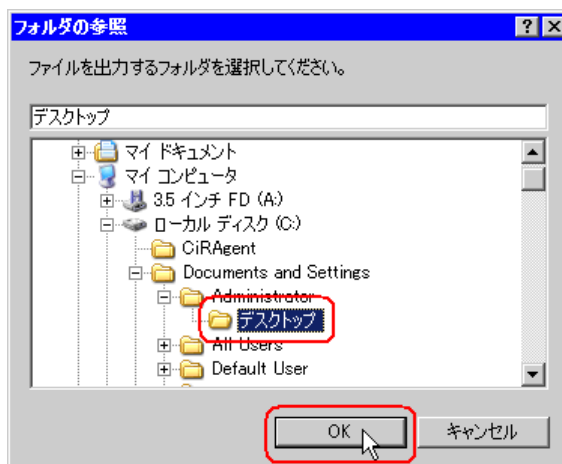 フォルダの参照
ファイルを出力するフォルダを選択してください。
デスクトップ
マイ ドキュメント
マイ コンピュータ
3.5 インチ FD (A:)
ローカル ディスク (C:)
CiRAgent
Documents and Settings
Administrator
デスクトップ
All Users
Default User
OK キャンセル